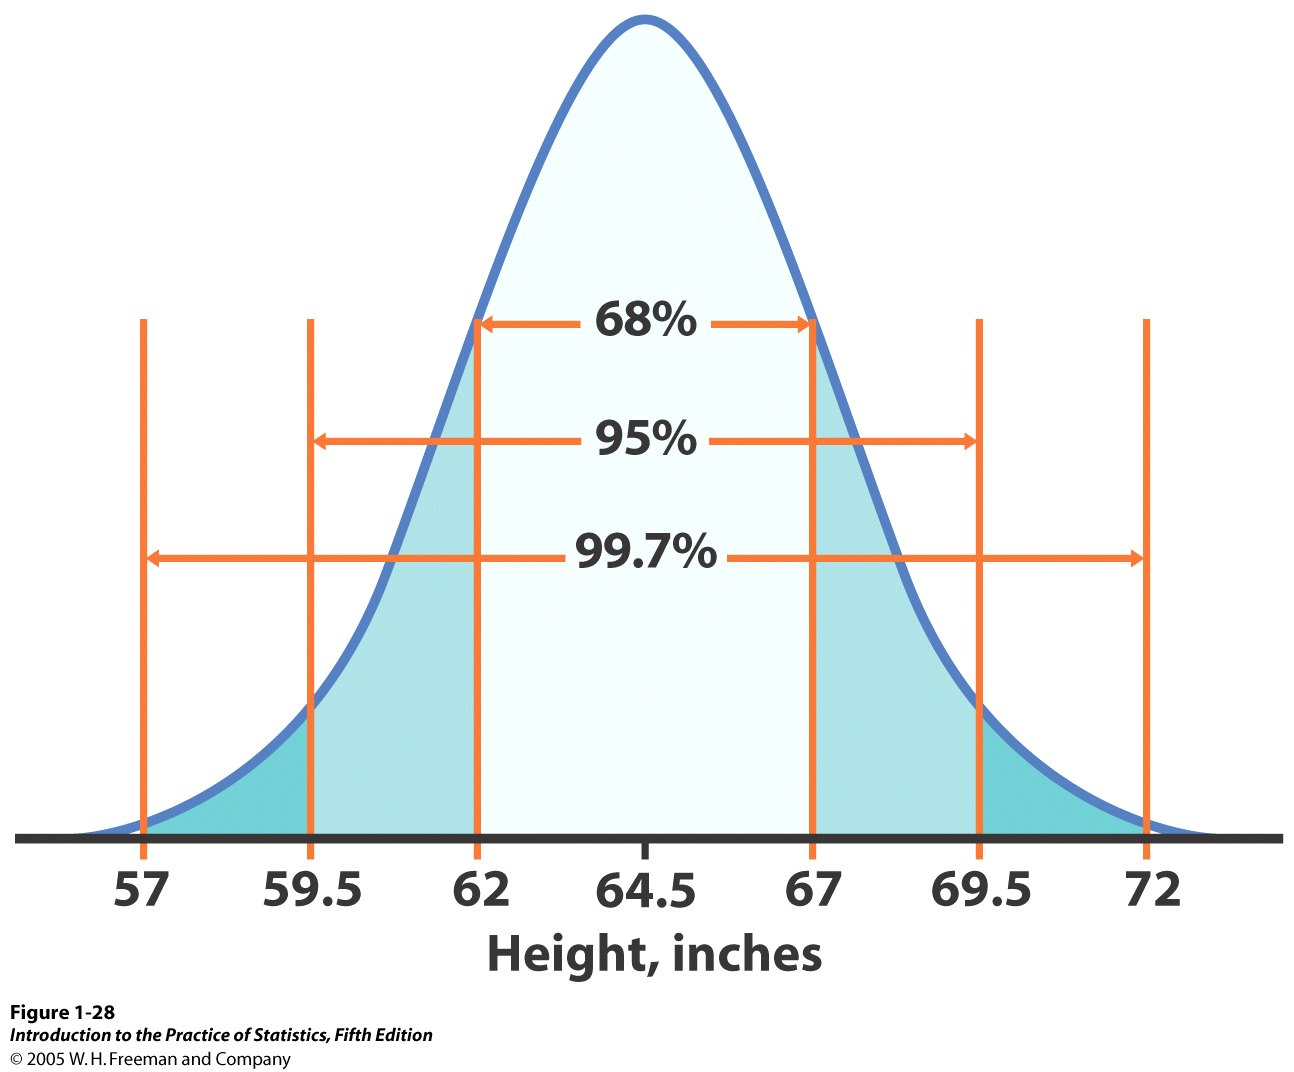 68%
95%
99.7%
57 59.5 62 64.5 67 69.5 72
Height, inches
Figure 1-28
Introduction to the Practice of Statistics, Fifth Edition
© 2005 W. H. Freeman and Company